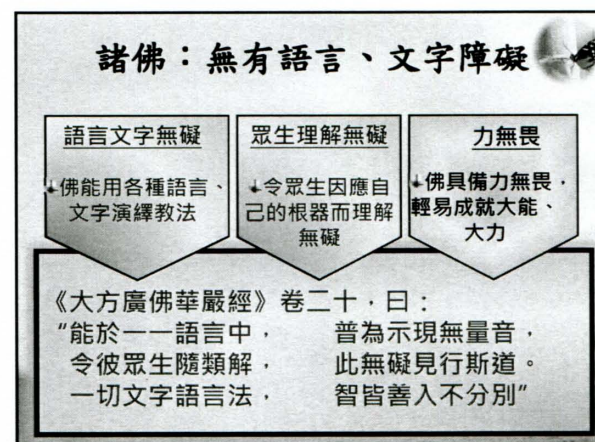 諸佛：無有語言、文字障礙
語言文字無礙
佛能用各種語言、
文字演繹教法
眾生理解無礙
令眾生因應自
己的根器而理解
無礙
力無畏
佛具備力無畏，
輕易成就大能、
大力
《大方廣佛華嚴經》卷二十，曰：
“能於一一語言中， 普為示現無量音，
令彼眾生隨類解， 此無礙見行斯道。
一切文字語言法， 智皆善入不分別”